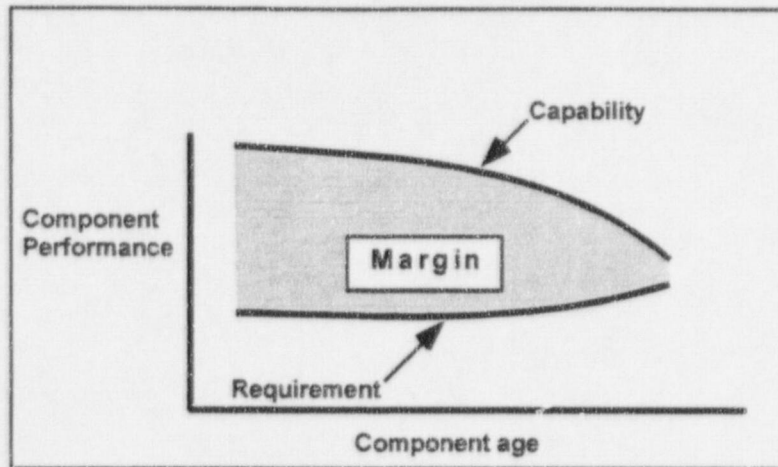 Capability
Component
Performance
Margin
Requirement
Component age